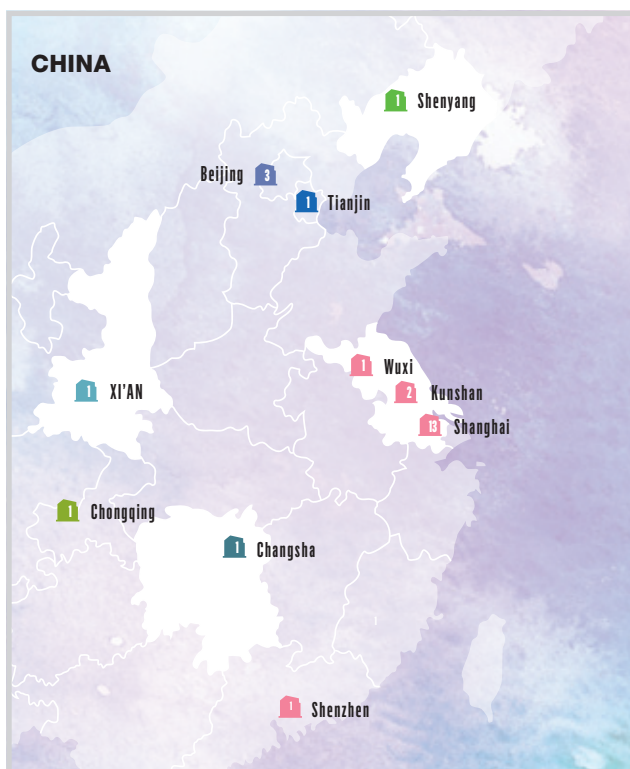 CHINA
1 Shenyang
Beijing 3
1 Tianjin
1 Wuxi
2 Kunshan
1 XI'AN
13 Shanghai
1 Chongqing
1 Changsha
1 Shenzhen